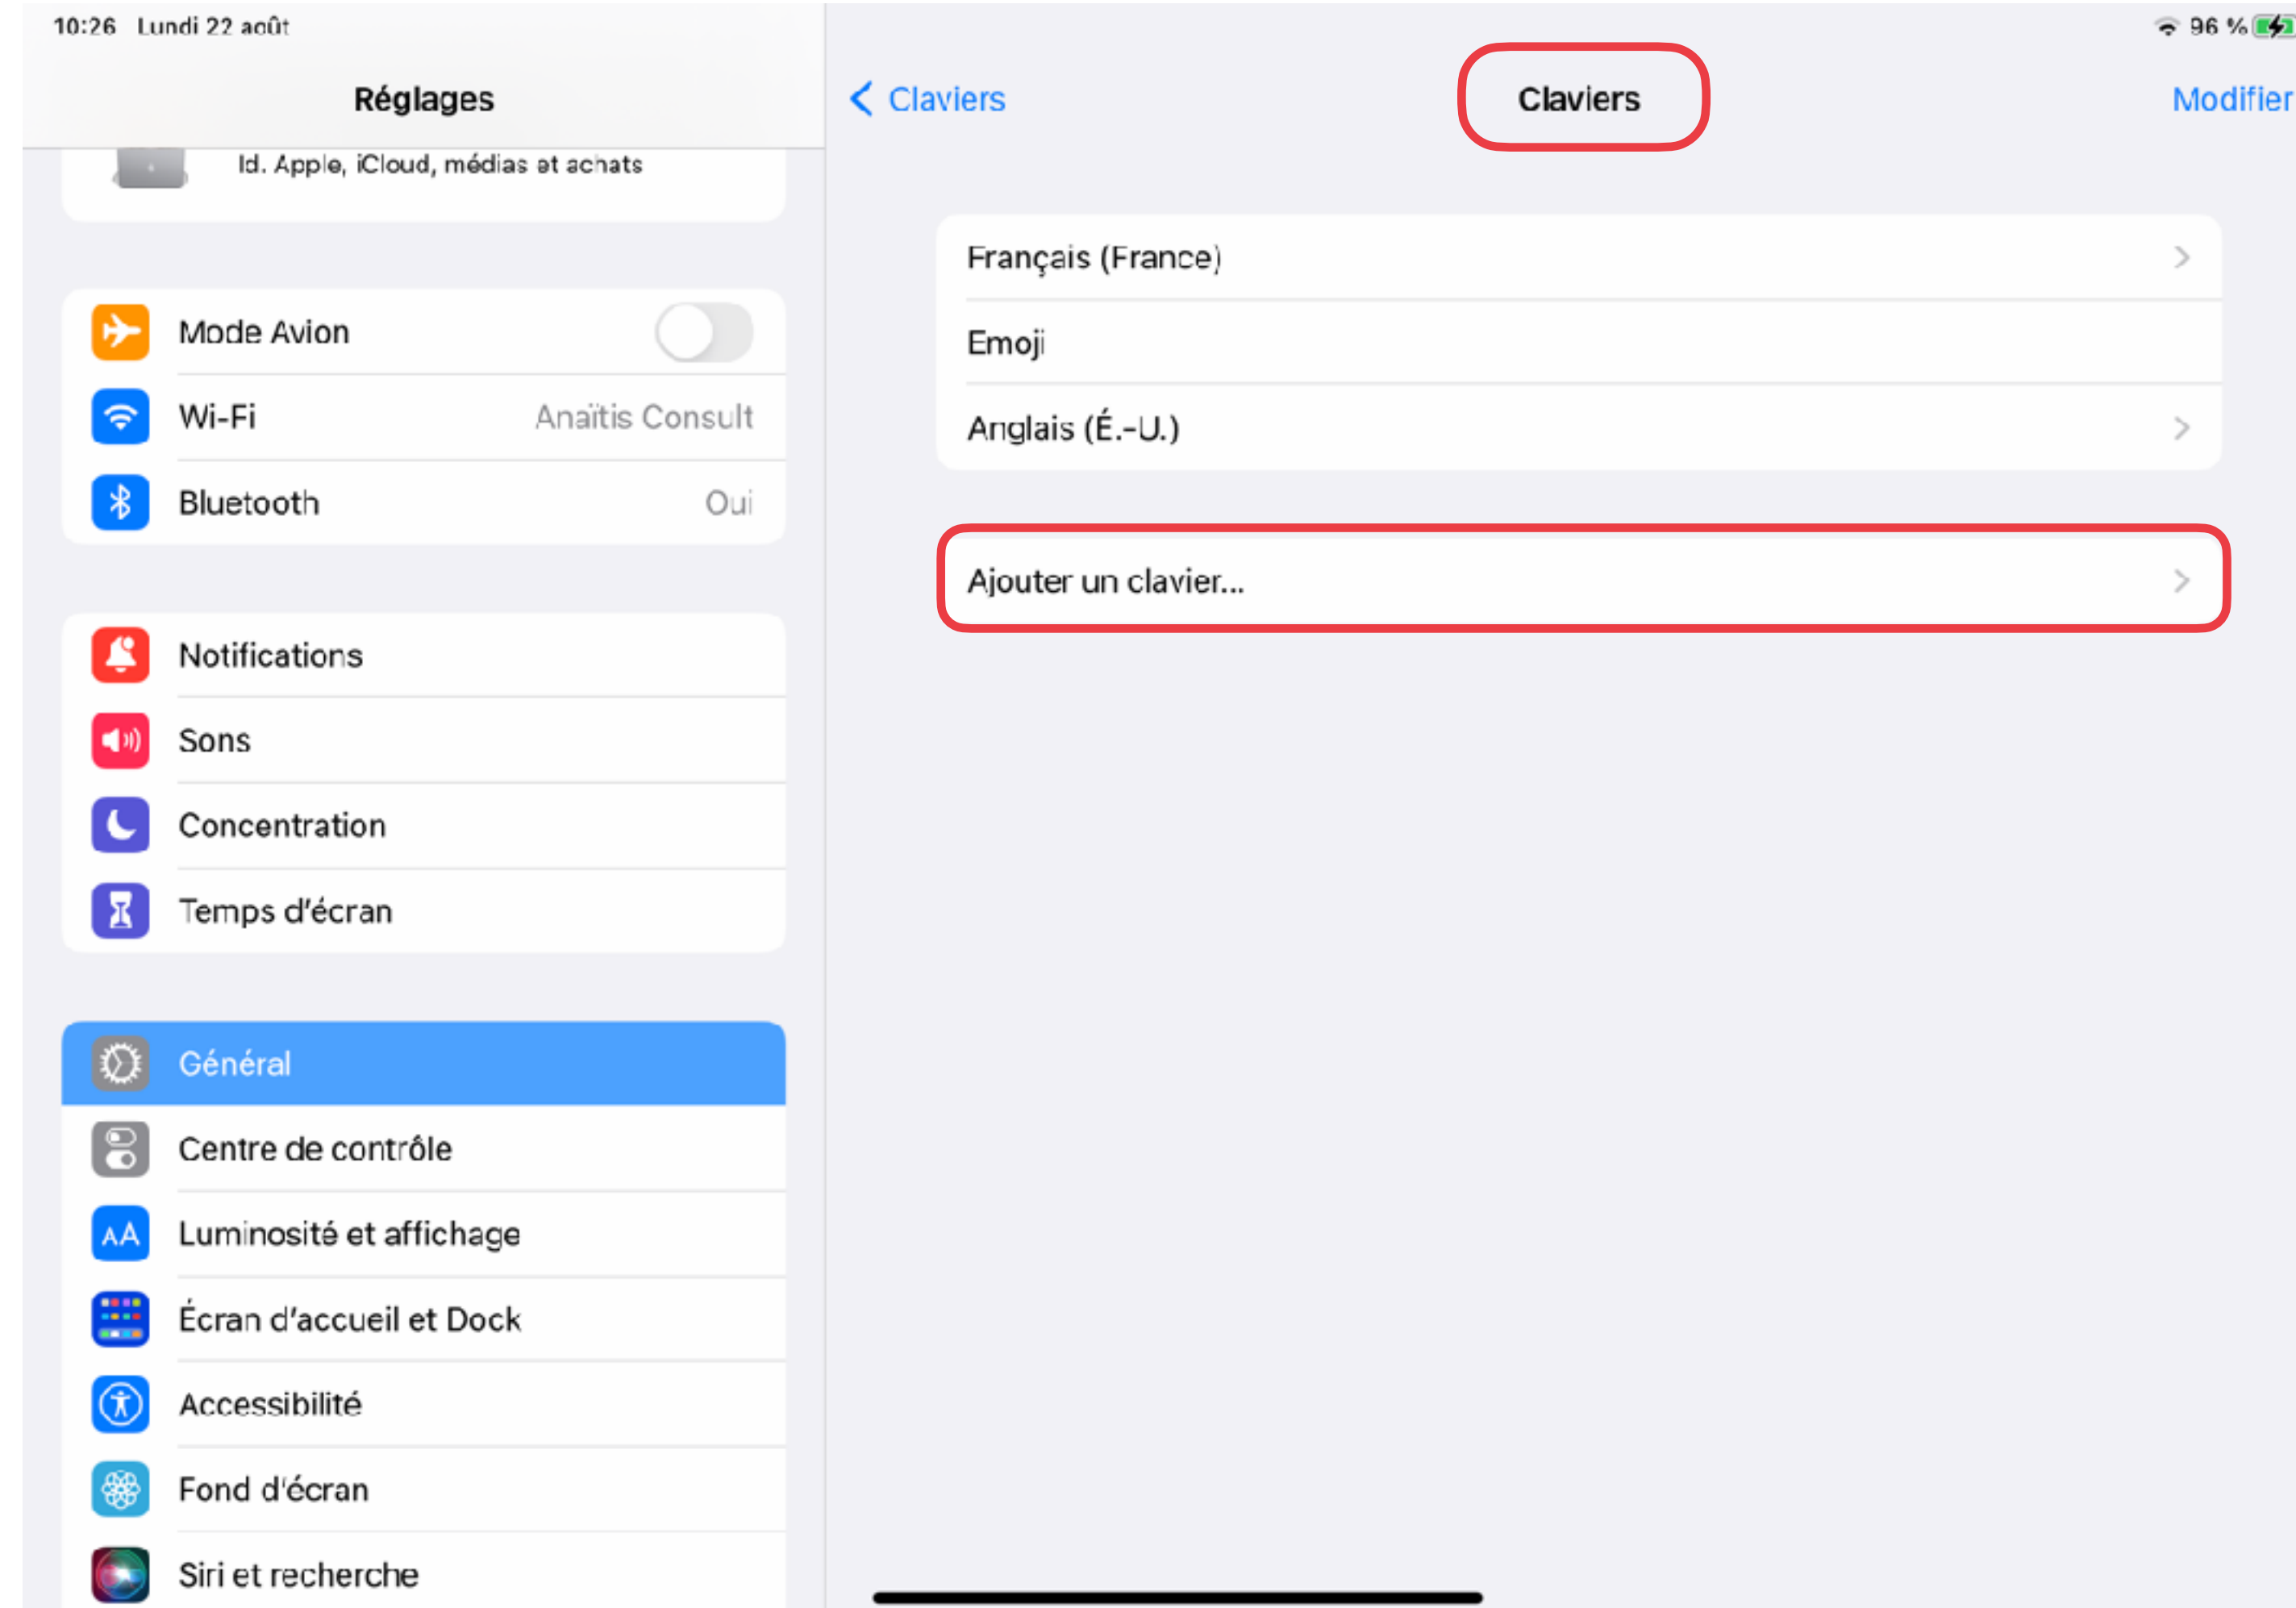 10:26 Lundi 22 août
96 %
Réglages
Id. Apple, iCloud, médias et achats
Mode Avion
Wi-Fi Anaïtis Consult
Bluetooth Oui
Notifications
Sons
Concentration
Temps d'écran
Général
Centre de contrôle
AA Luminosité et affichage
Écran d'accueil et Dock
Accessibilité
Fond d'écran
Siri et recherche
Claviers
Claviers
Modifier
Français (France)
Emoji
Anglais (É.-U.)
Ajouter un clavier...